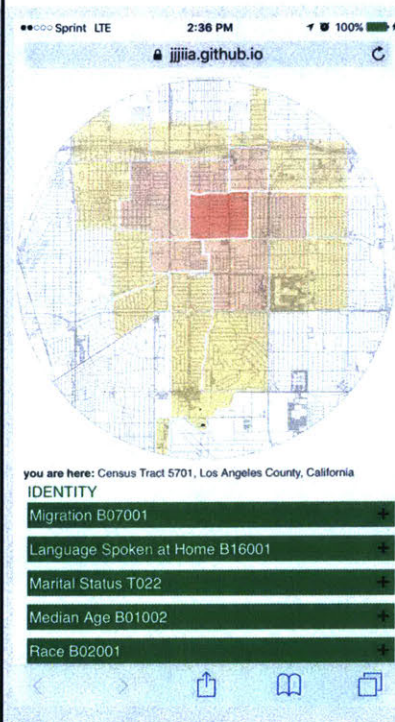 Sprint LTE 2:36 PM 100%
jjjiia.github.io
you are here: Census Tract 5701, Los Angeles County, California
IDENTITY
Migration B07001 +
Language Spoken at Home B16001 +
Marital Status T022 +
Median Age B01002 +
Race B02001 +